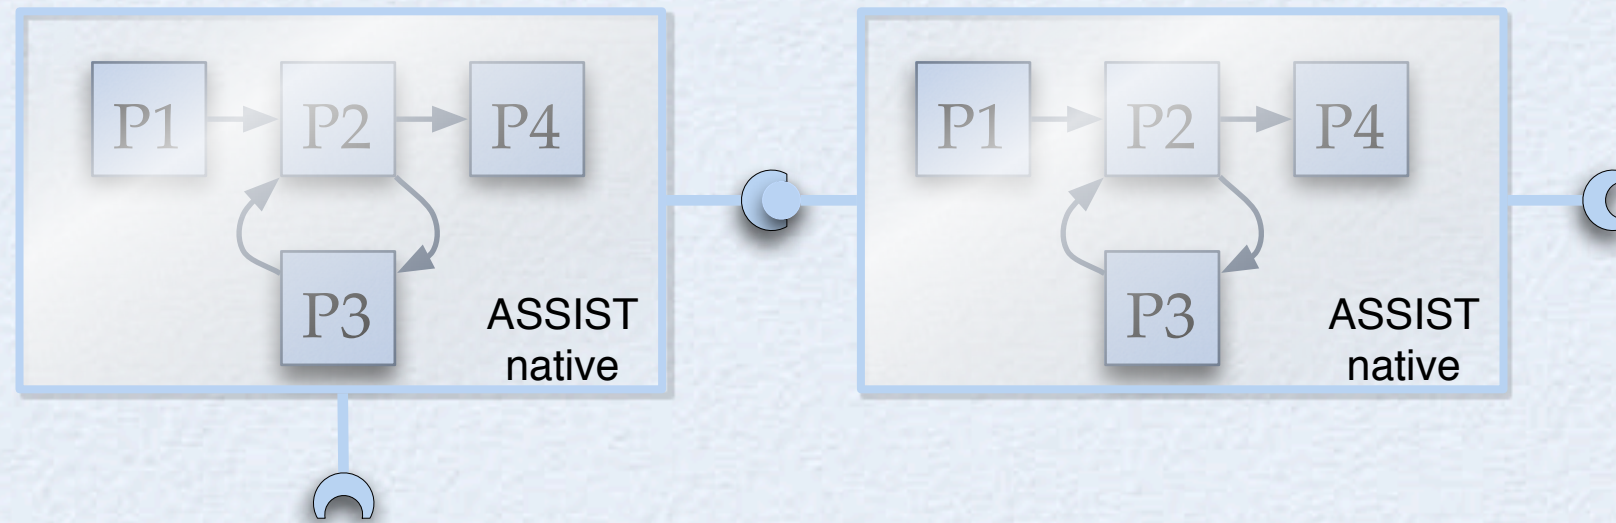 P1
P2
P4
P3
ASSIST
native
P1
P2
P4
P3
ASSIST
native